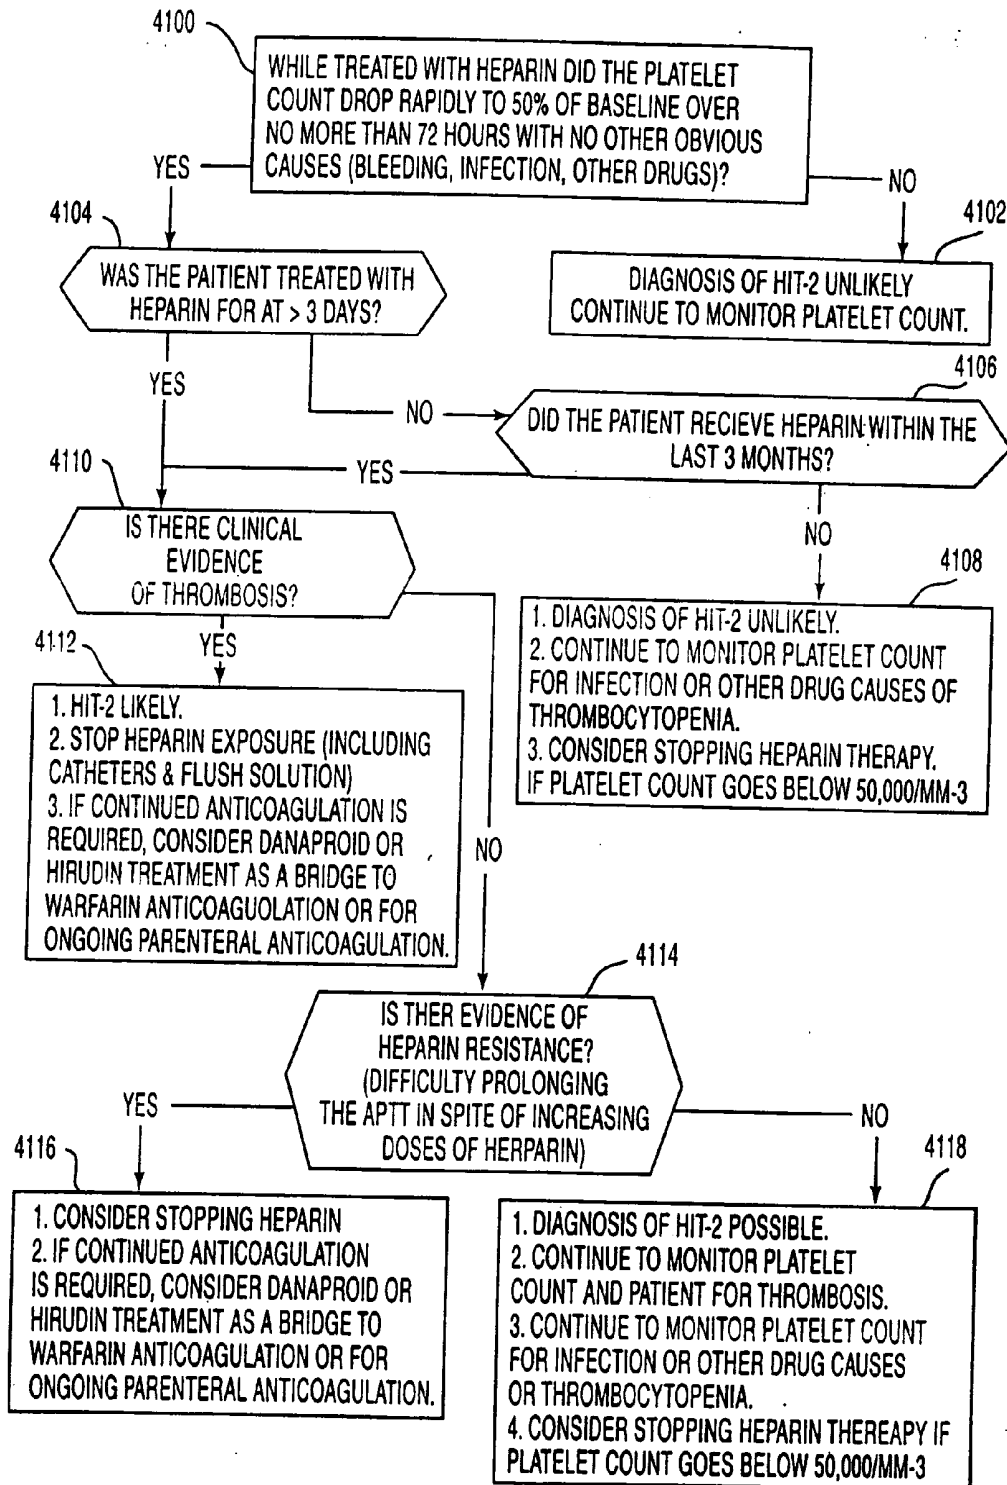 4100
WHILE TREATED WITH HEPARIN DID THE PLATELET
COUNT DROP RAPIDLY TO 50% OF BASELINE OVER
NO MORE THAN 72 HOURS WITH NO OTHER OBVIOUS
CAUSES (BLEEDING, INFECTION, OTHER DRUGS)?
YES
NO
4104
WAS THE PAITIENT TREATED WITH
HEPARIN FOR AT > 3 DAYS?
4102
DIAGNOSIS OF HIT-2 UNLIKELY
CONTINUE TO MONITOR PLATELET COUNT.
YES
NO
4106
DID THE PATIENT RECIEVE HEPARIN WITHIN THE
LAST 3 MONTHS?
YES
NO
4110
IS THERE CLINICAL
EVIDENCE
OF THROMBOSIS?
YES
NO
4108
1. DIAGNOSIS OF HIT-2 UNLIKELY.
2. CONTINUE TO MONITOR PLATELET COUNT
FOR INFECTION OR OTHER DRUG CAUSES OF
THROMBOCYTOPENIA.
3. CONSIDER STOPPING HEPARIN THERAPY.
IF PLATELET COUNT GOES BELOW 50,000/MM-3
4112
1. HIT-2 LIKELY.
2. STOP HEPARIN EXPOSURE (INCLUDING
CATHETERS & FLUSH SOLUTION)
3. IF CONTINUED ANTICOAGULATION IS
REQUIRED, CONSIDER DANAPROID OR
HIRUDIN TREATMENT AS A BRIDGE TO
WARFARIN ANTICOAGUOLATION OR FOR
ONGOING PARENTERAL ANTICOAGULATION.
4114
IS THER EVIDENCE OF
HEPARIN RESISTANCE?
(DIFFICULTY PROLONGING
THE APTT IN SPITE OF INCREASING
DOSES OF HERPARIN)
YES
NO
4116
1. CONSIDER STOPPING HEPARIN
2. IF CONTINUED ANTICOAGULATION
IS REQUIRED, CONSIDER DANAPROID OR
HIRUDIN TREATMENT AS A BRIDGE TO
WARFARIN ANTICOAGULATION OR FOR
ONGOING PARENTERAL ANTICOAGULATION.
4118
1. DIAGNOSIS OF HIT-2 POSSIBLE.
2. CONTINUE TO MONITOR PLATELET
COUNT AND PATIENT FOR THROMBOSIS.
3. CONTINUE TO MONITOR PLATELET COUNT
FOR INFECTION OR OTHER DRUG CAUSES
OR THROMBOCYTOPENIA.
4. CONSIDER STOPPING HEPARIN THEREAPY IF
PLATELET COUNT GOES BELOW 50,000/MM-3